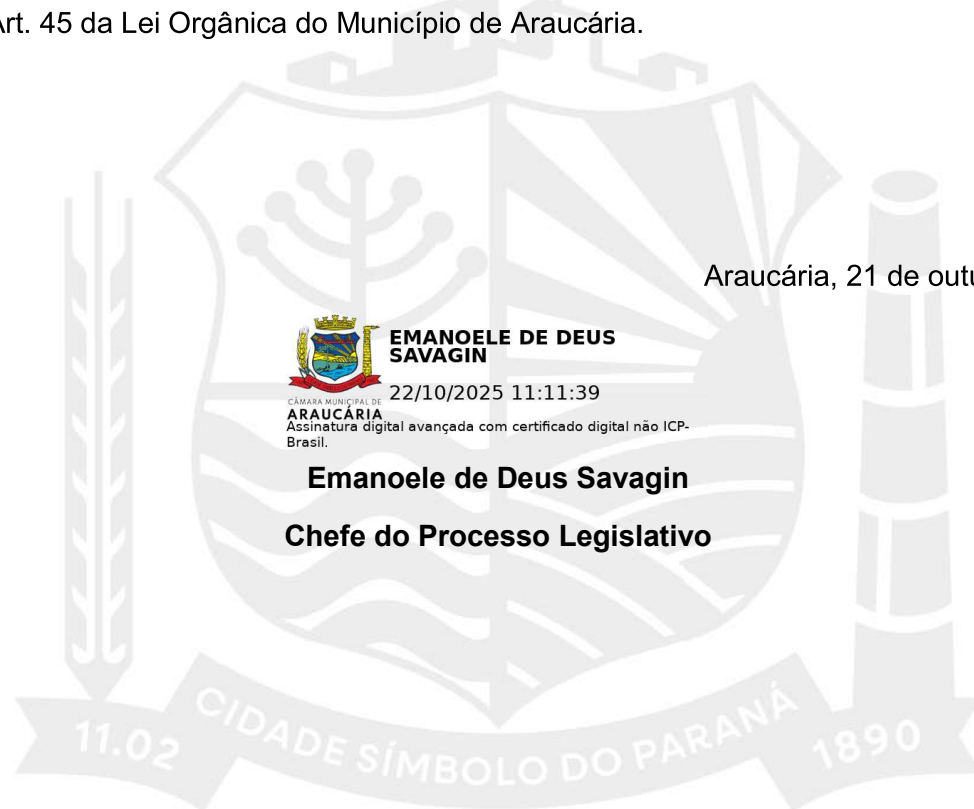 Art. 45 da Lei Orgânica do Município de Araucária.
Araucária, 21 de outu
EMANOELE DE DEUS
SAVAGIN
22/10/2025 11:11:39
CÂMARA MUNICIPAL DE
ARAUCÁRIA
Assinatura digital avançada com certificado digital não ICP-
Brasil.
Emanoele de Deus Savagin
Chefe do Processo Legislativo
11.02 CIDADE SÍMBOLO DO PARANÁ 1890